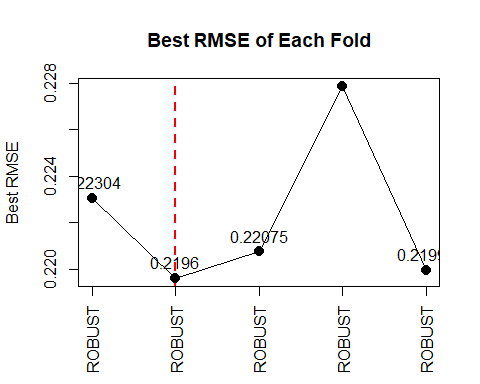 Best RMSE of Each Fold
Best RMSE
0.228
0.224
0.220
22304
0.2196
0.22075
0.2199
ROBUST
ROBUST
ROBUST
ROBUST
ROBUST